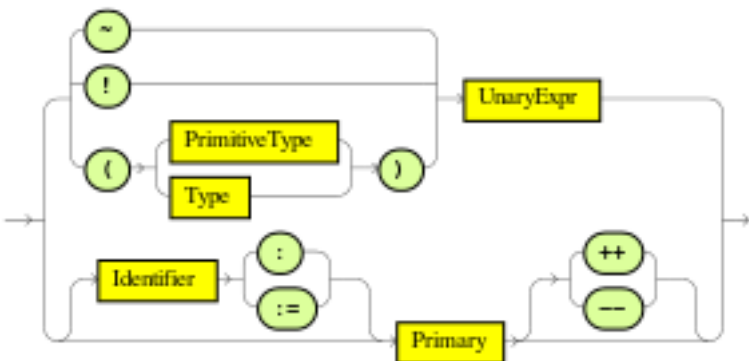 ~
!
UnaryExpr
PrimitiveType
( )
Type
: ++
Identifier
:= --
Primary